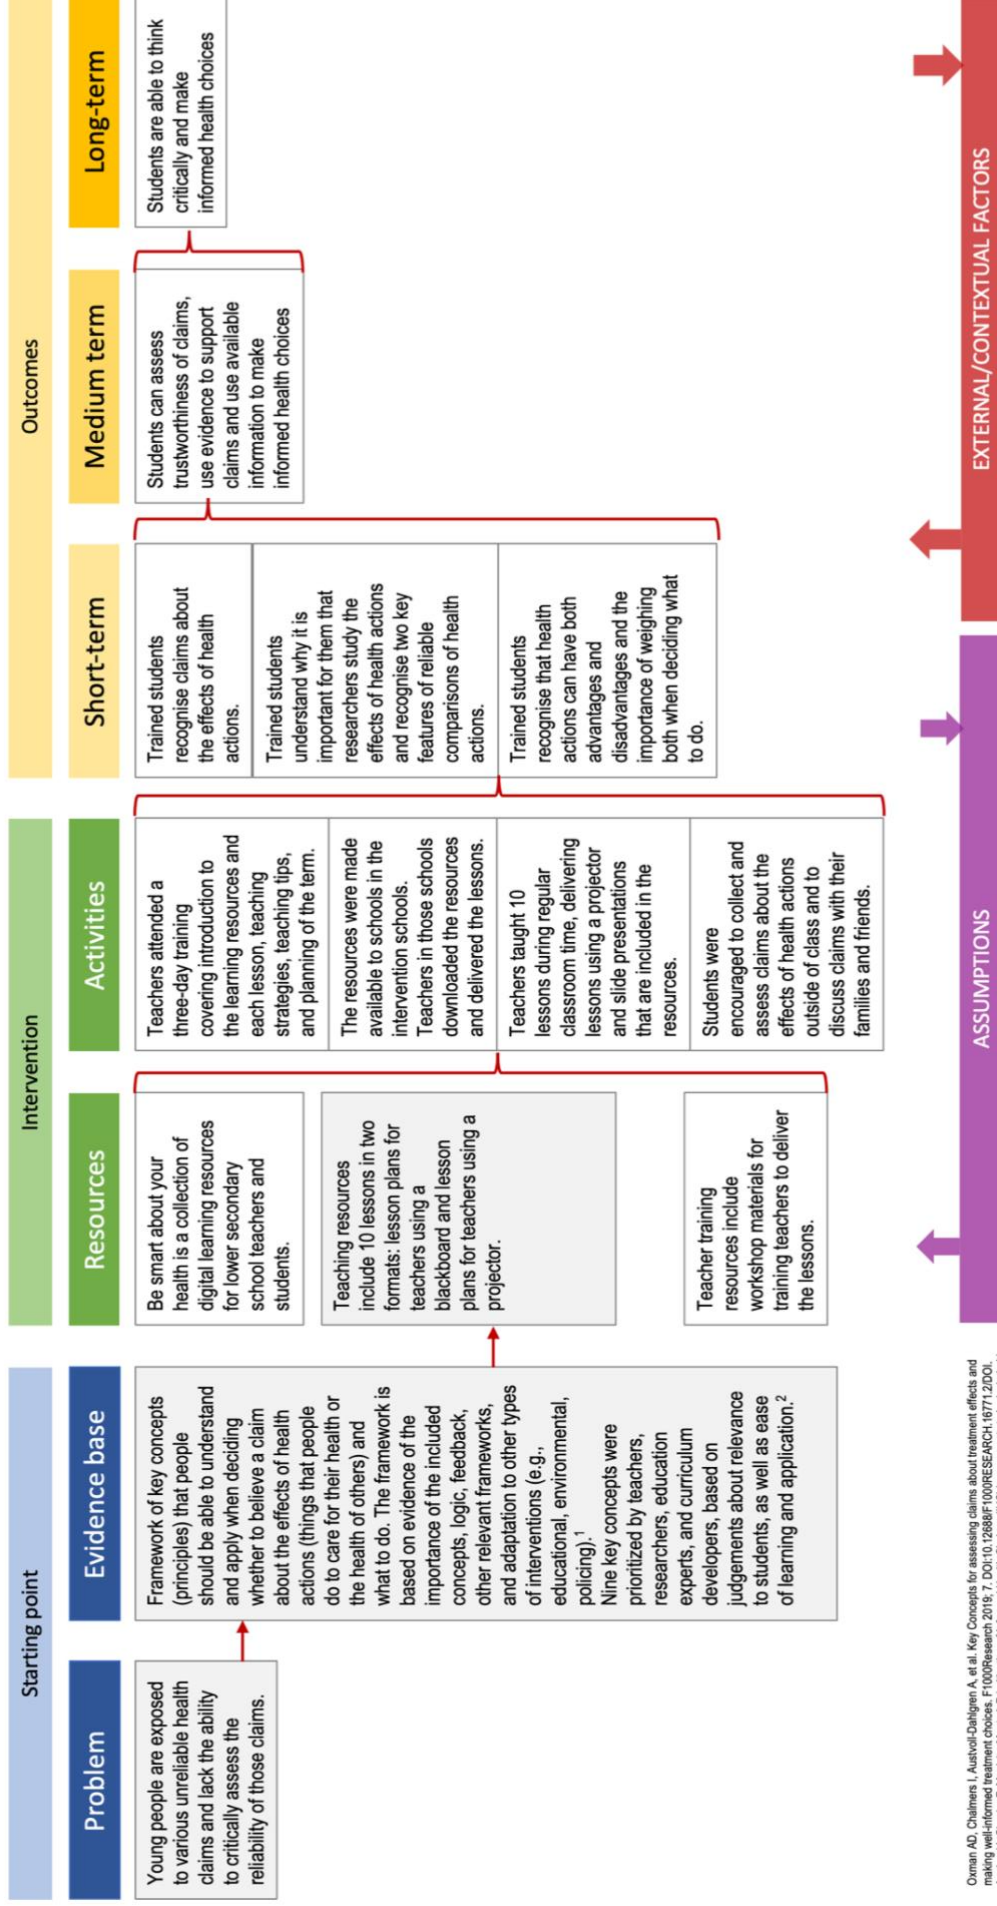 Starting point
Intervention
Outcomes
Problem
Evidence base
Resources
Activities
Short-term
Medium term
Long-term
Young people are exposed
to various unreliable health
claims and lack the ability
to critically assess the
reliability of those claims.
Framework of key concepts
(principles) that people
should be able to understand
and apply when deciding
whether to believe a claim
about the effects of health
actions (things that people
do to care for their health or
the health of others) and
what to do. The framework is
based on evidence of the
importance of the included
concepts, logic, feedback,
other relevant frameworks,
and adaptation to other types
of interventions (e.g.,
educational, environmental,
policing).1
Nine key concepts were
prioritized by teachers,
researchers, education
experts, and curriculum
developers, based on
judgements about relevance
to students, as well as ease
of learning and application.2
Be smart about your
health is a collection of
digital learning resources
for lower secondary
school teachers and
students.
Teaching resources
include 10 lessons in two
formats: lesson plans for
teachers using a
blackboard and lesson
plans for teachers using a
projector.
Teacher training
resources include
workshop materials for
training teachers to deliver
the lessons.
Teachers attended a
three-day training
covering introduction to
the learning resources and
each lesson, teaching
strategies, teaching tips,
and planning of the term.
The resources were made
available to schools in the
intervention schools.
Teachers in those schools
downloaded the resources
and delivered the lessons.
Teachers taught 10
lessons during regular
classroom time, delivering
lessons using a projector
and slide presentations
that are included in the
resources.
Students were
encouraged to collect and
assess claims about the
effects of health actions
outside of class and to
discuss claims with their
families and friends.
Trained students
recognise claims about
the effects of health
actions.
Trained students
understand why it is
important for them that
researchers study the
effects of health actions
and recognise two key
features of reliable
comparisons of health
actions.
Trained students
recognise that health
actions can have both
advantages and
disadvantages and the
importance of weighing
both when deciding what
to do.
Students can assess
trustworthiness of claims,
use evidence to support
claims and use available
information to make
informed health choices
Students are able to think
critically and make
informed health choices
ASSUMPTIONS
EXTERNAL/CONTEXTUAL FACTORS
Oxman AD, Chalmers I, Austvoll-Dahlgren A, et al. Key Concepts for assessing claims about treatment effects and
making well-informed treatment choices. F1000Research 2019; 7. DOI:10.12688/F1000RESEARCH.16771.2/DOI.